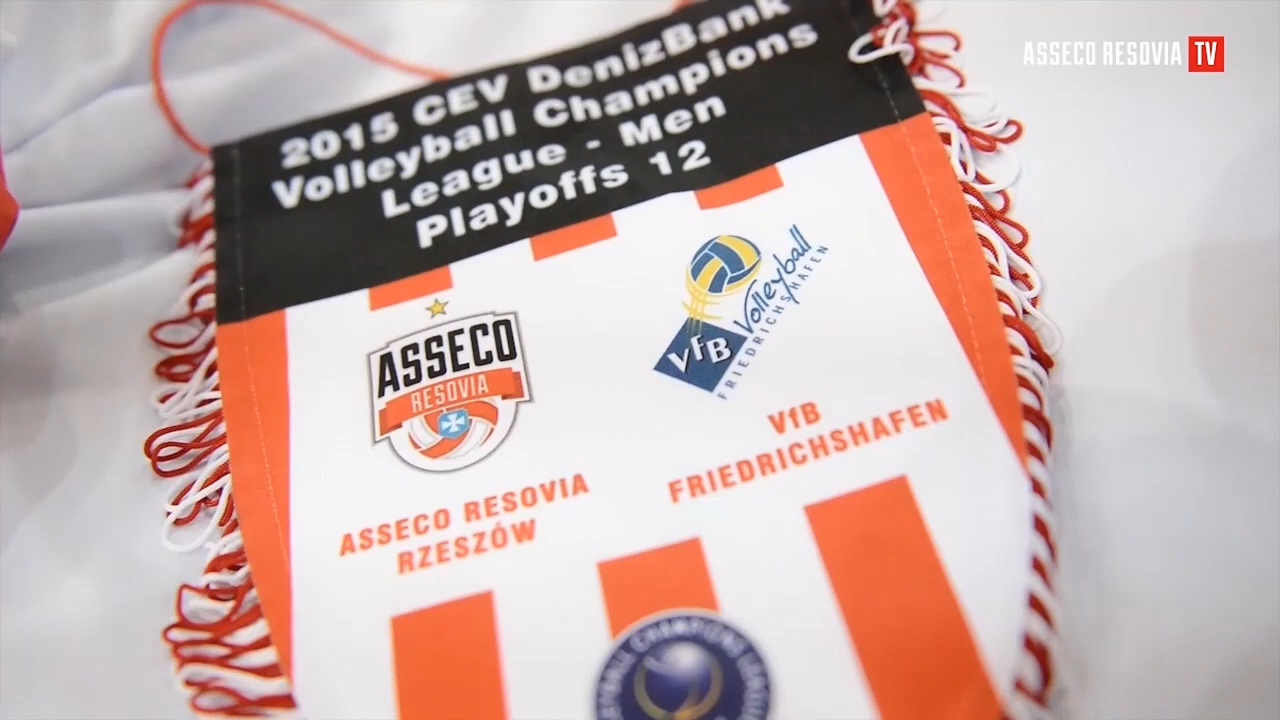 ASSECO RESOVIA TV
2015 CEV DenizBank
Volleyball Champions
League - Men
Playoffs 12
ASSECO
RESOVIA
VfB
Volleyball
FRIEDRICHSHAFEN
ASSECO RESOVIA
RZESZÓW
VfB
FRIEDRICHSHAFEN
CHAMPIONS